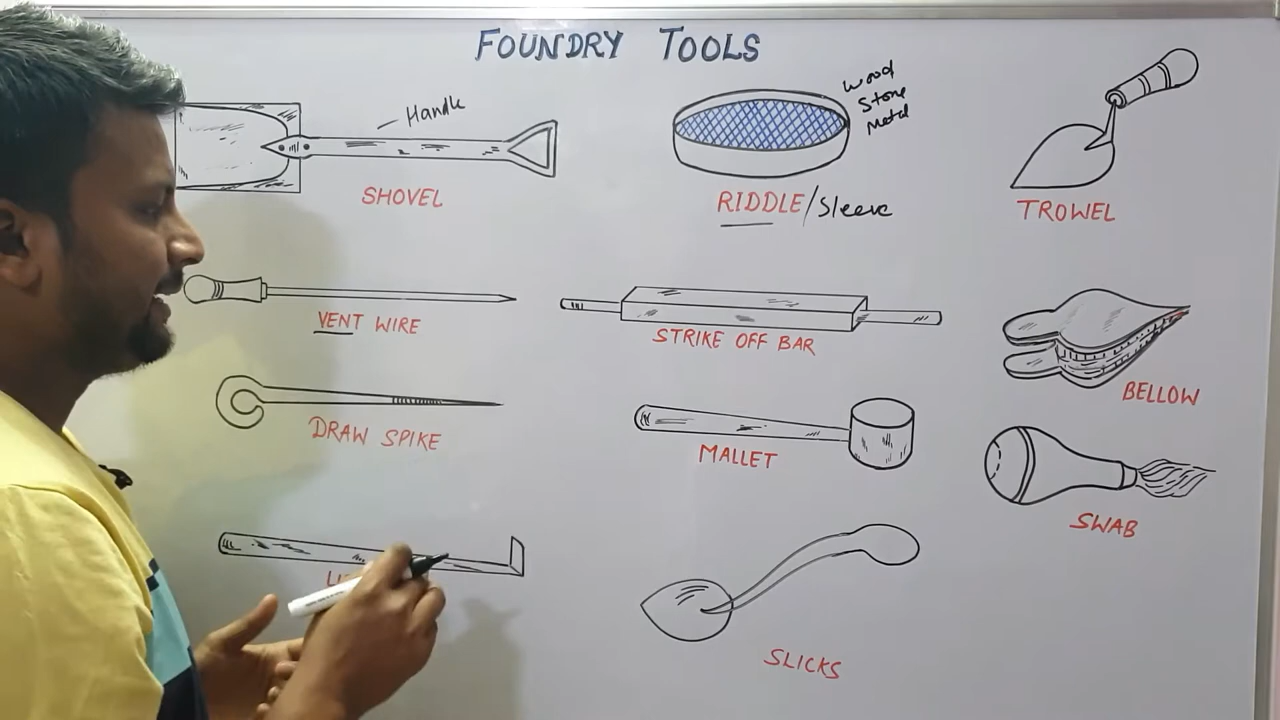 FOUNDRY TOOLS
Handle
SHOVEL
Wood
Stone
Metal
RIDDLE/Sleeve
TROWEL
VENT WIRE
STRIKE OFF BAR
BELLOW
DRAW SPIKE
MALLET
SWAB
SLICKS